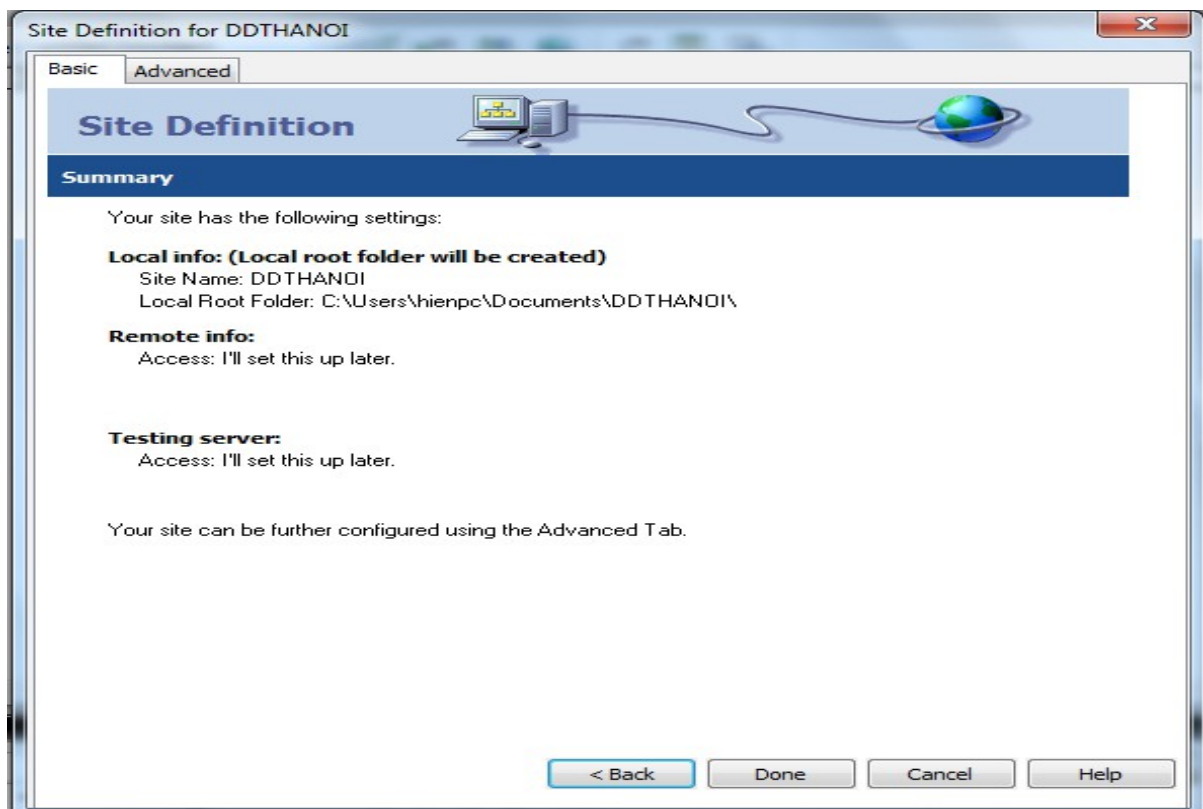 Site Definition for DDTHANOI
Basic Advanced
Site Definition
Summary
Your site has the following settings:
Local info: (Local root folder will be created)
Site Name: DDTHANOI
Local Root Folder: C:\Users\hienpc\Documents\DDTHANOI\
Remote info:
Access: I'll set this up later.
Testing server:
Access: I'll set this up later.
Your site can be further configured using the Advanced Tab.
< Back Done Cancel Help